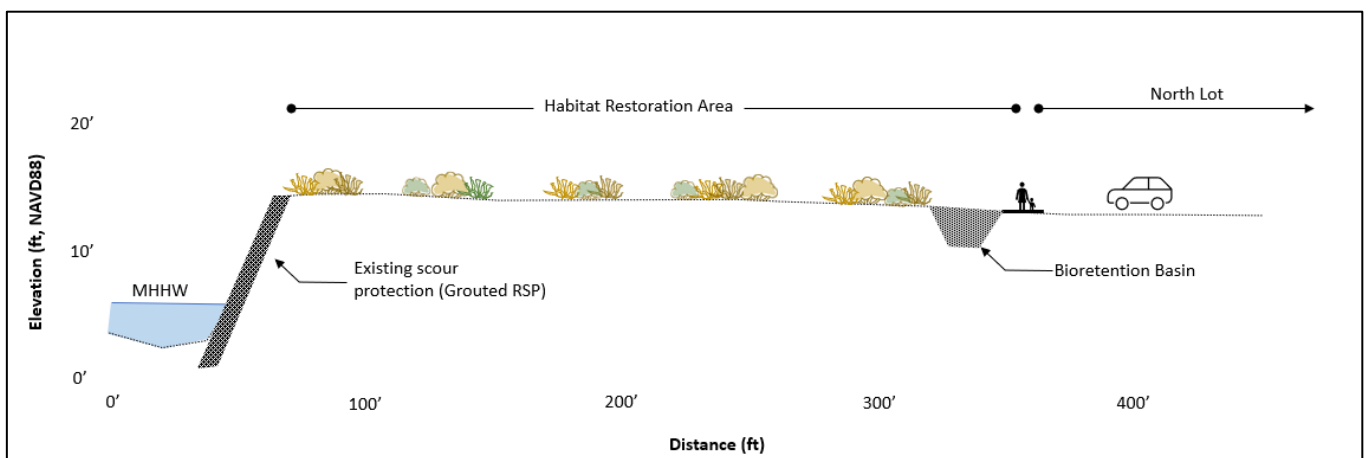 Habitat Restoration Area
North Lot
20’
10’
0’
Elevation (ft, NAVD88)
MHHW
Existing scour
protection (Grouted RSP)
Bioretention Basin
0’
100’
200’
300’
400’
Distance (ft)